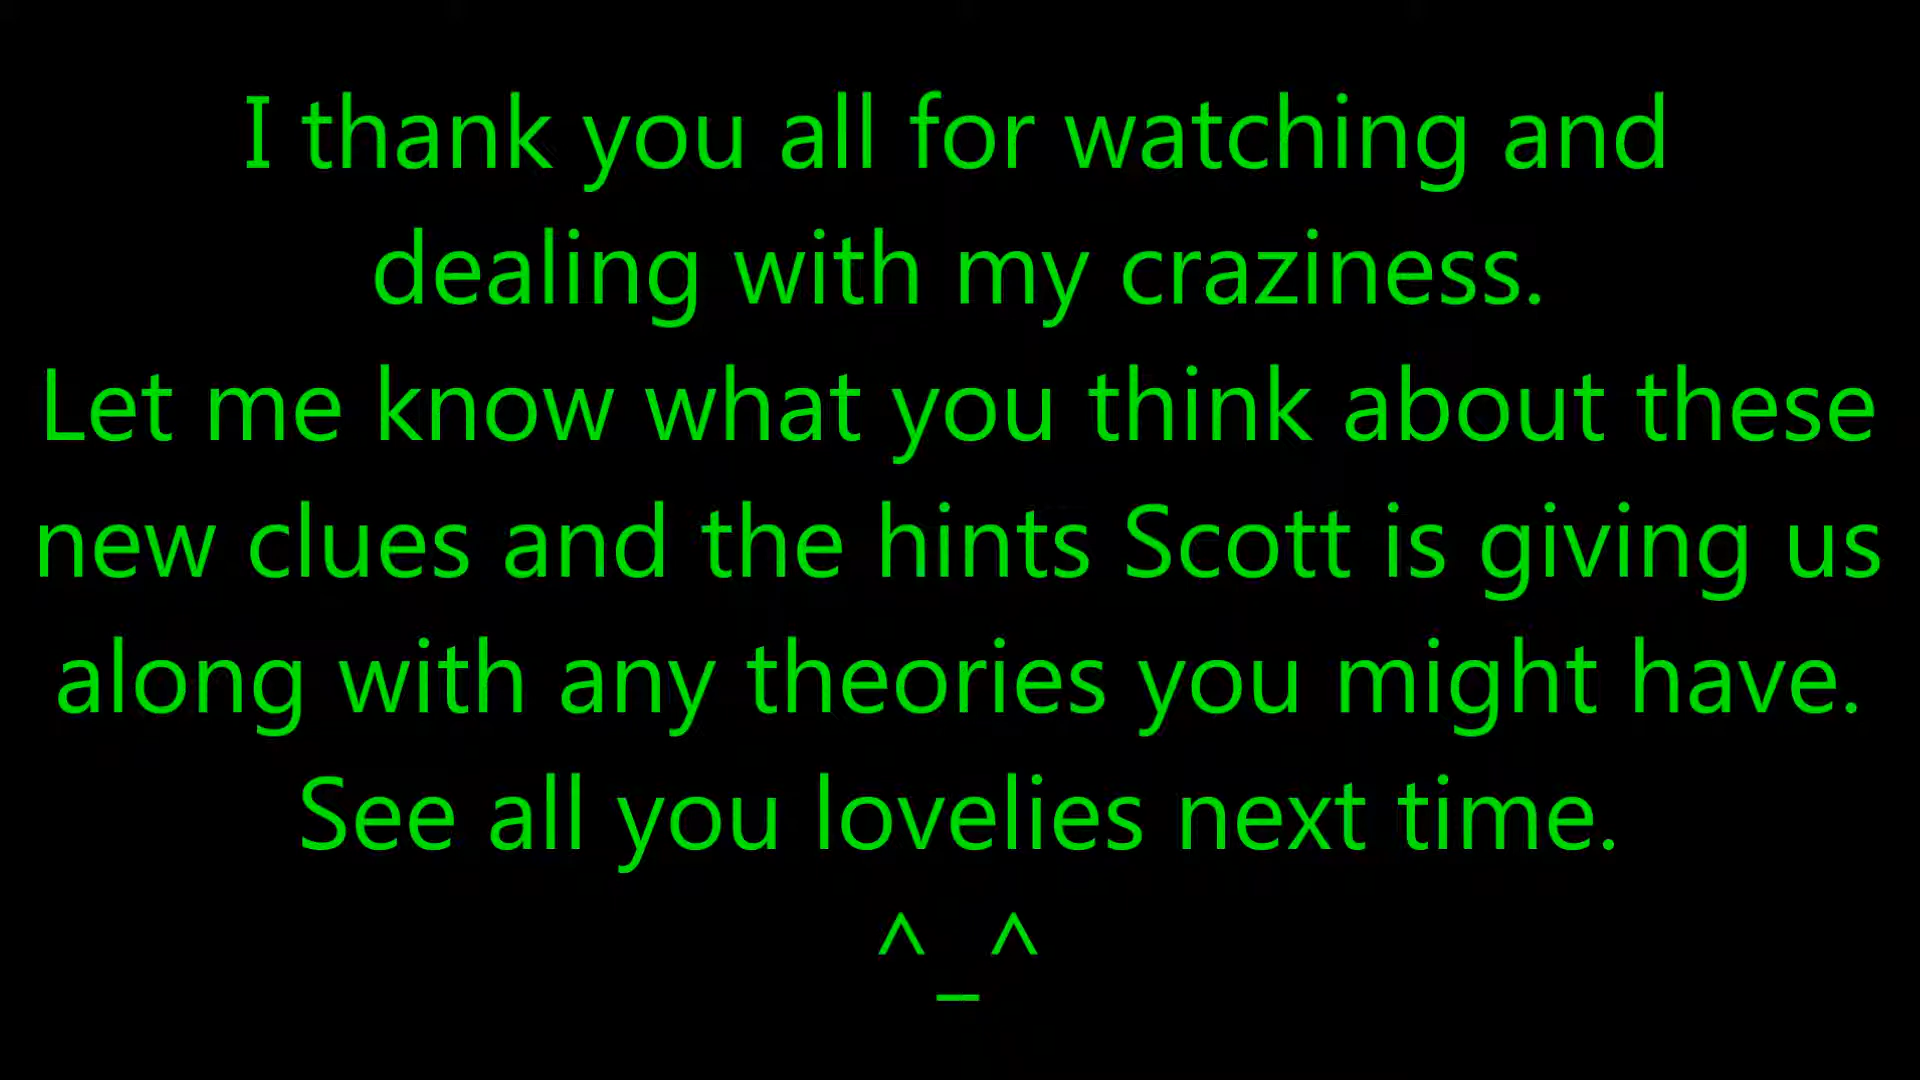 I thank you all for watching and
dealing with my craziness.
Let me know what you think about these
new clues and the hints Scott is giving us
along with any theories you might have.
See all you lovelies next time.
^_^